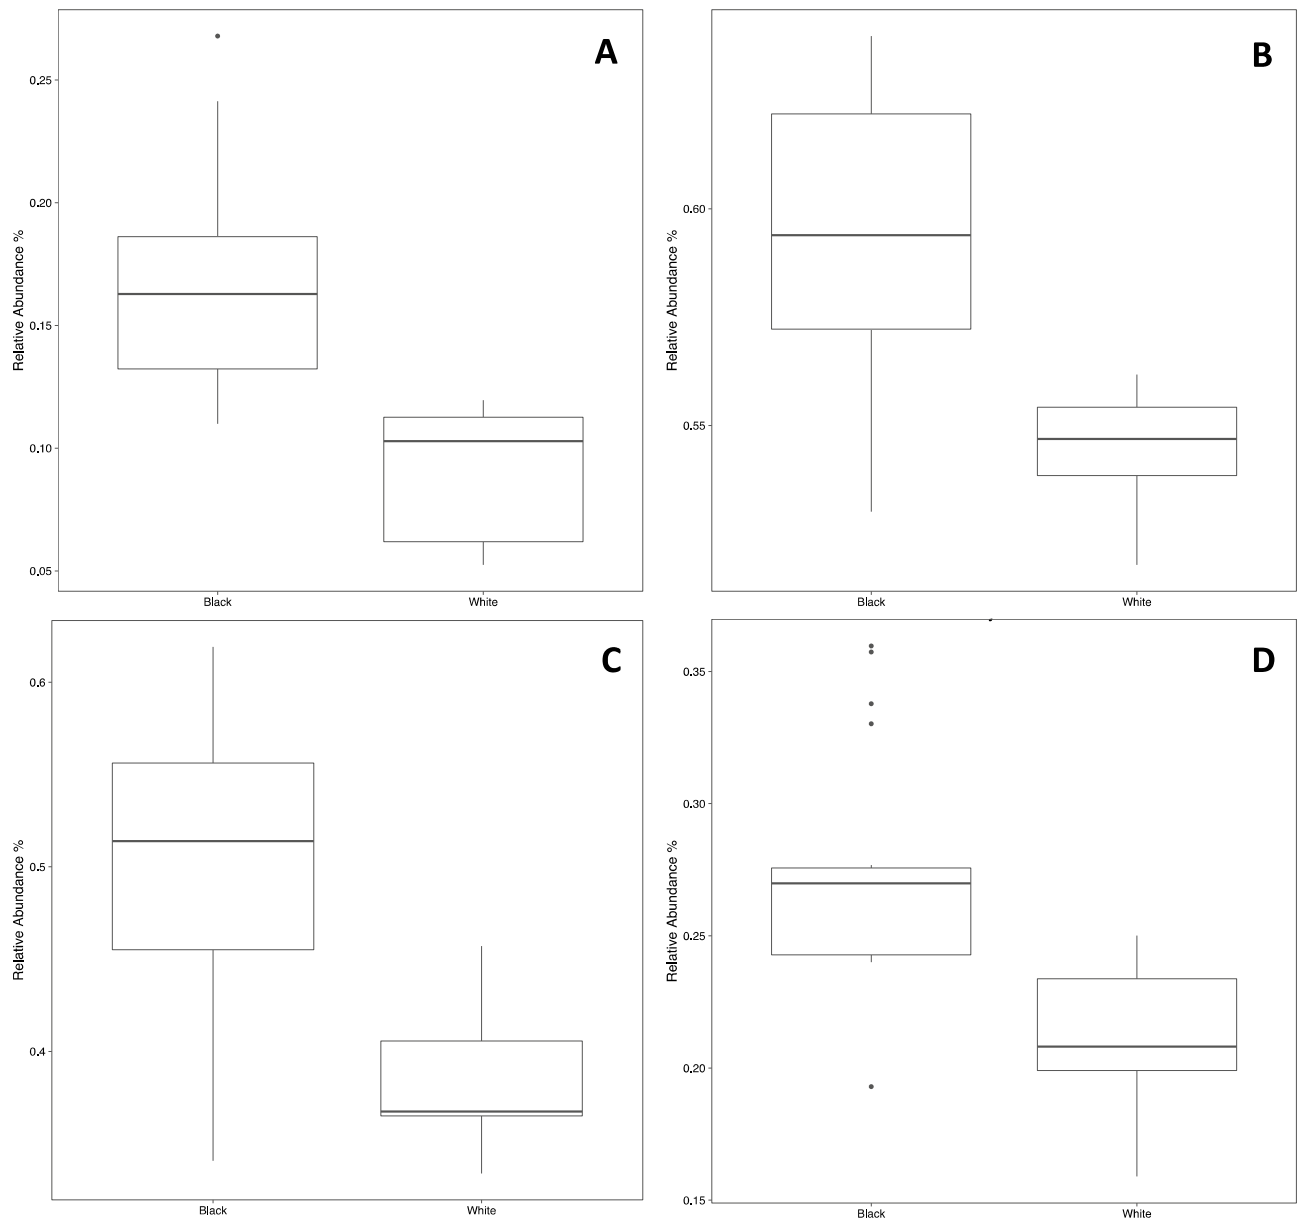 A
Relative Abundance %
0.25
0.20
0.15
0.10
0.05
Black White
B
Relative Abundance %
0.60
0.55
Black White
C
Relative Abundance %
0.6
0.5
0.4
Black White
D
Relative Abundance %
0.35
0.30
0.25
0.20
0.15
Black White